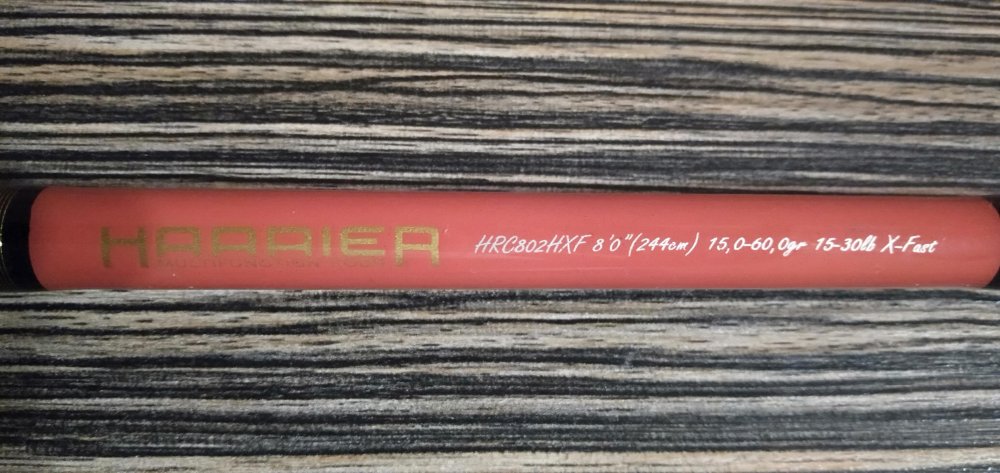 HARRIER
HRC802HXF 8'0"(244cm) 15,0-60,0gr 15-30lb X-Fast